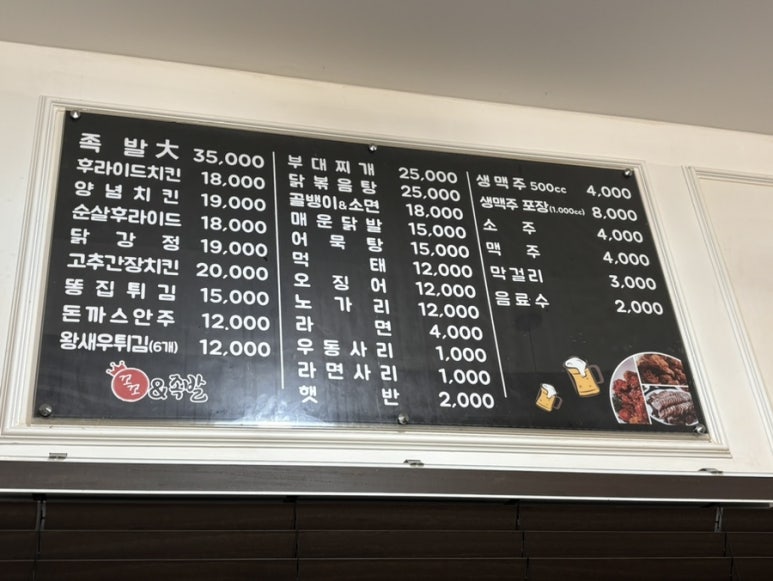 족 발 大 35,000
후라이드치킨 18,000
양 념 치 킨 19,000
순살후라이드 18,000
닭 강 정 19,000
고추간장치킨 20,000
똥 집 튀 김 15,000
돈까스안주 12,000
왕새우튀김(6개) 12,000
꼬꼬&족발
부 대 찌 개 25,000
닭 볶 음 탕 25,000
골뱅이&소면 18,000
매 운 닭 발 15,000
어 묵 탕 15,000
먹 태 12,000
오 징 어 12,000
노 가 리 12,000
라 면 4,000
우 동 사 리 1,000
라 면 사 리 1,000
햇 반 2,000
생 맥 주 500cc 4,000
생맥주 포장(1,000cc) 8,000
소 주 4,000
맥 주 4,000
막걸리 3,000
음료수 2,000